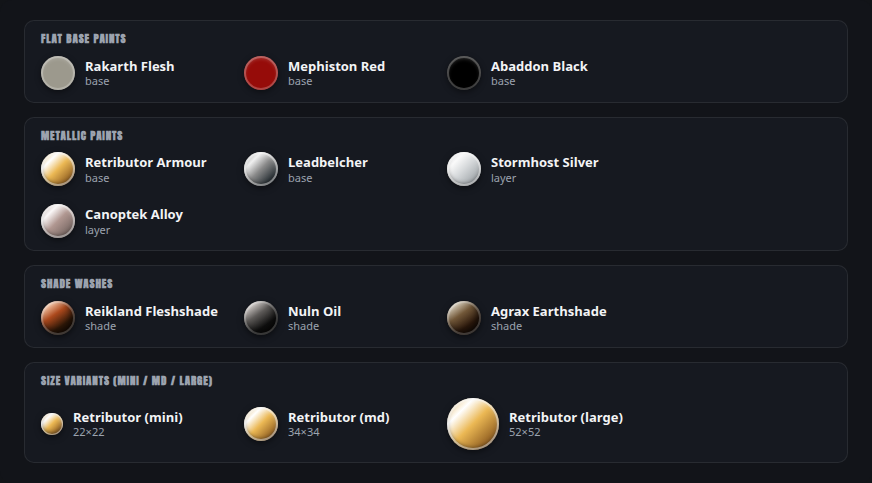 FLAT BASE PAINTS
Rakarth Flesh
base
Mephiston Red
base
Abaddon Black
base
METALLIC PAINTS
Retributor Armour
base
Leadbelcher
base
Stormhost Silver
layer
Canoptek Alloy
layer
SHADE WASHES
Reikland Fleshshade
shade
Nuln Oil
shade
Agrax Earthshade
shade
SIZE VARIANTS (MINI / MD / LARGE)
Retributor (mini)
22×22
Retributor (md)
34×34
Retributor (large)
52×52